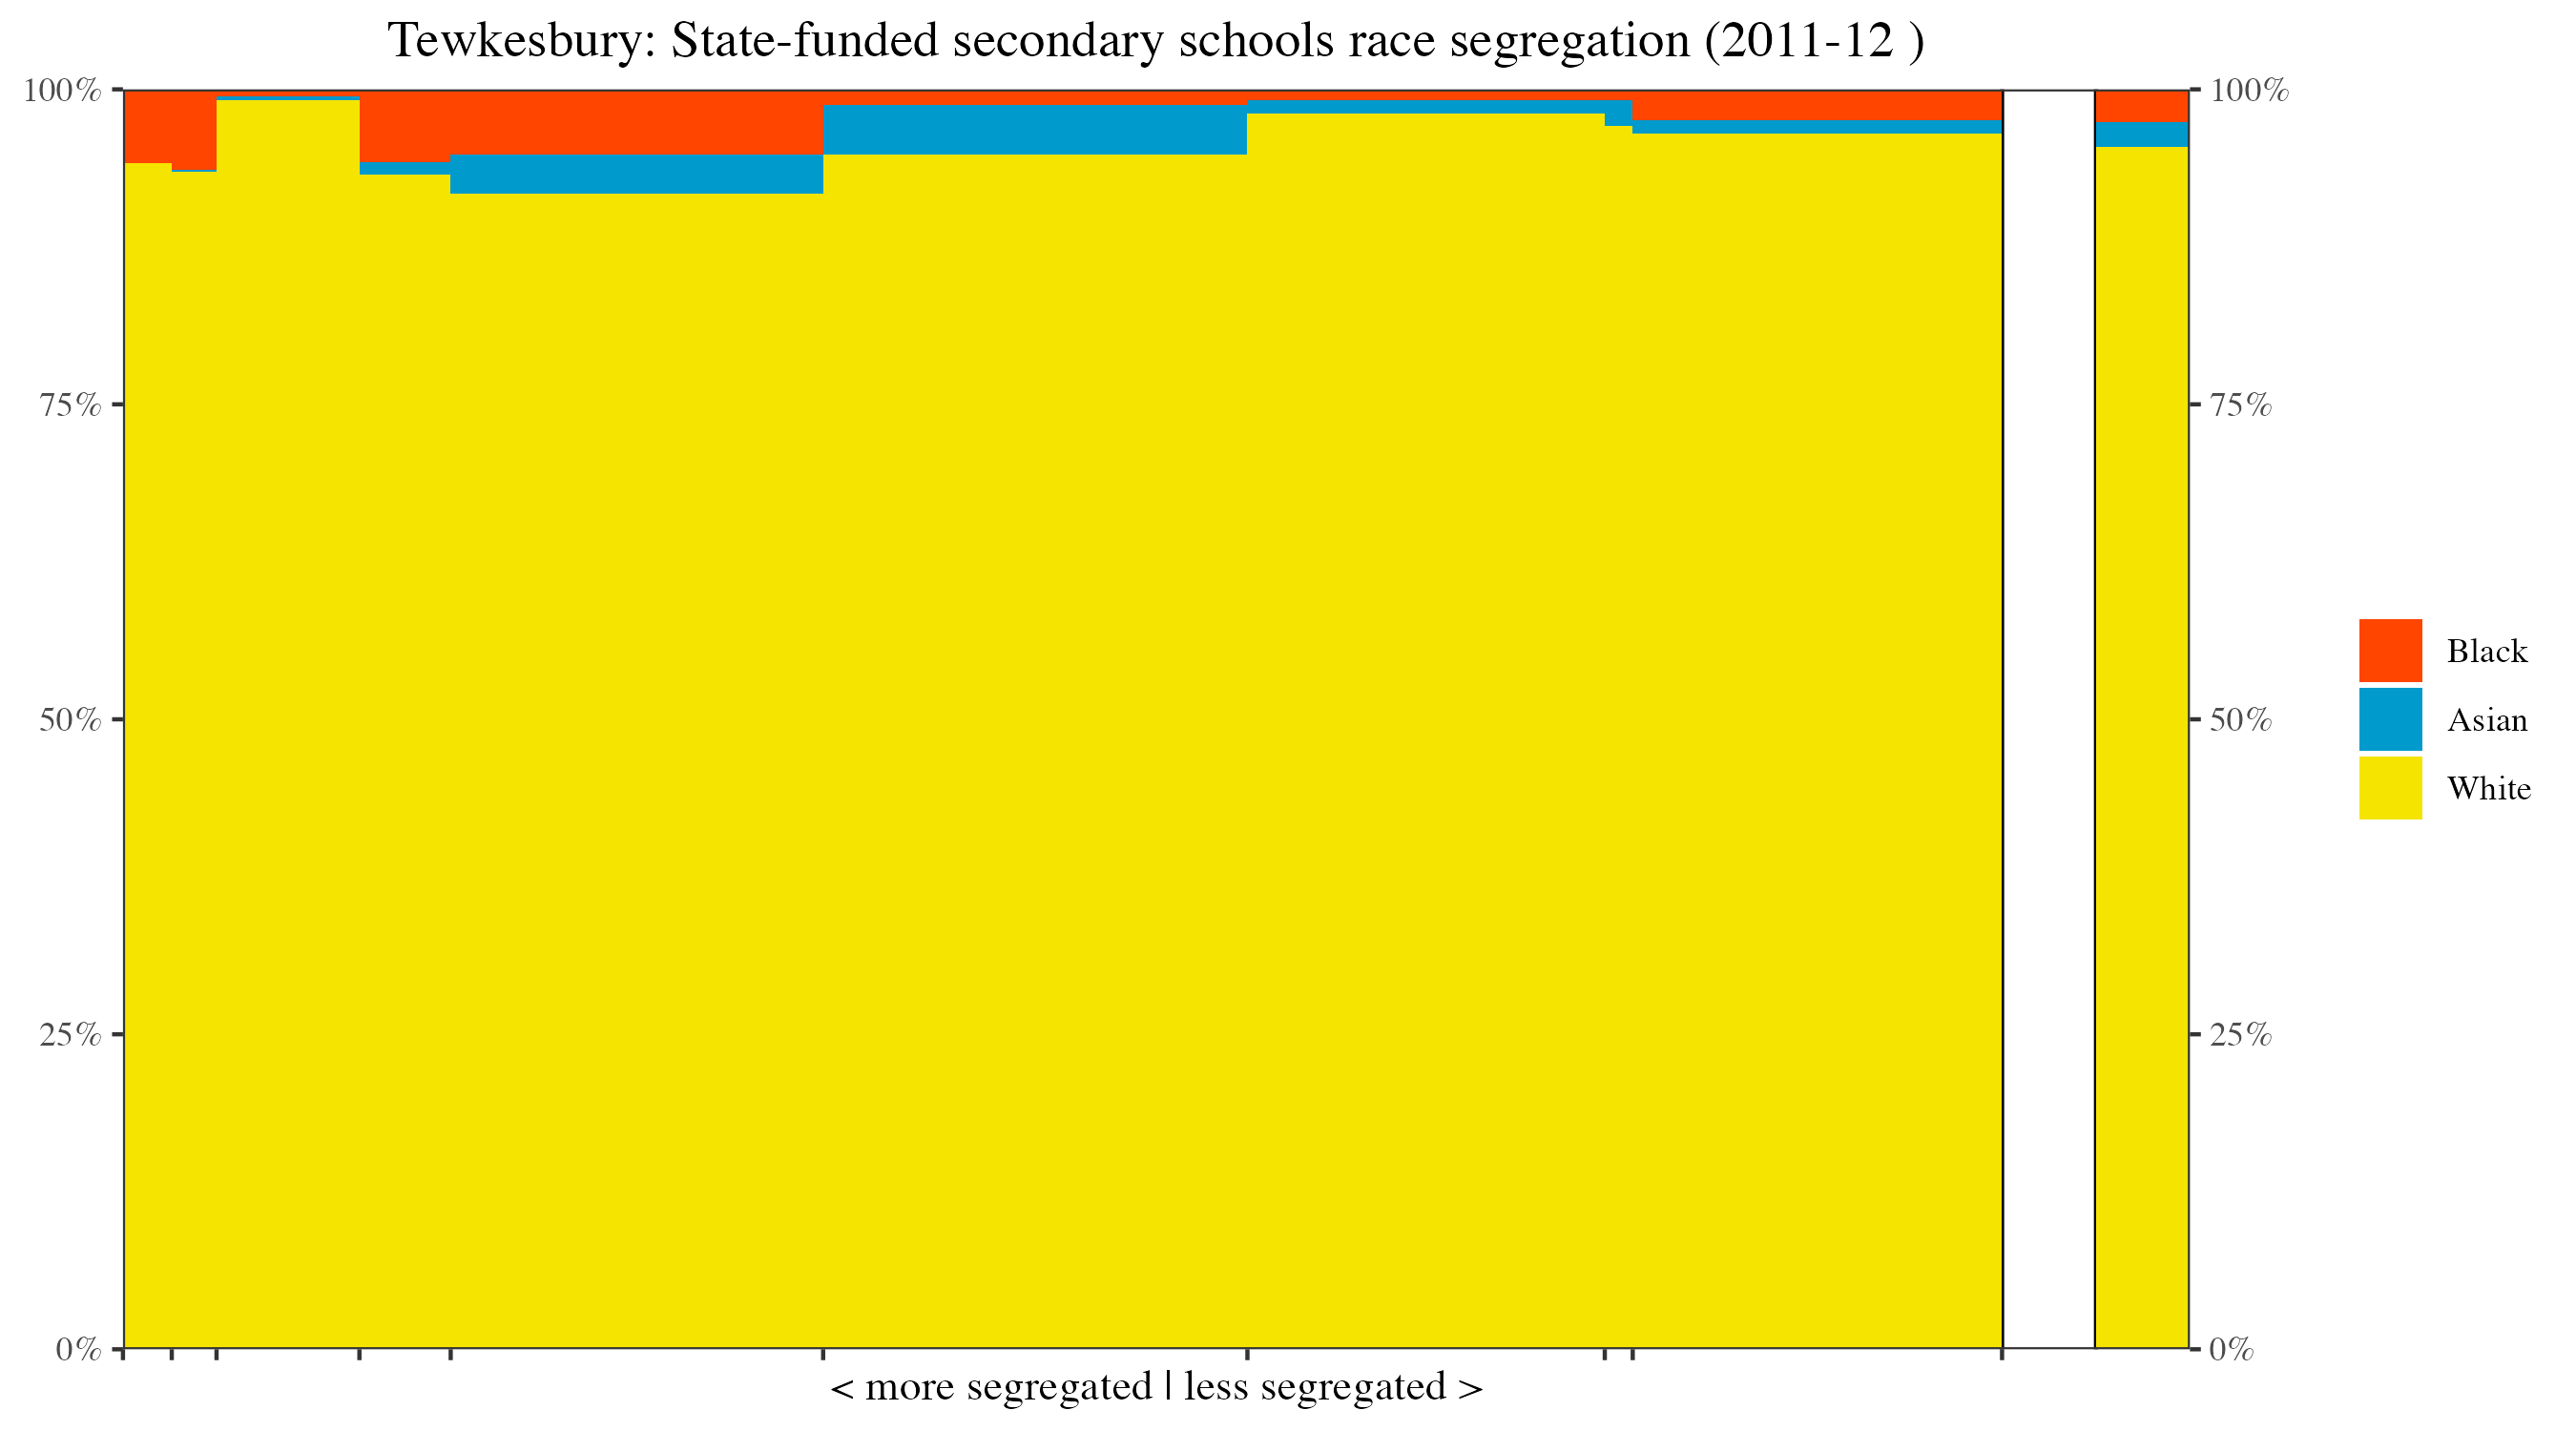 Tewkesbury: State-funded secondary schools race segregation (2011-12 )
100%
75%
50%
25%
0%
100%
75%
50%
25%
0%
Black
Asian
White
< more segregated | less segregated >